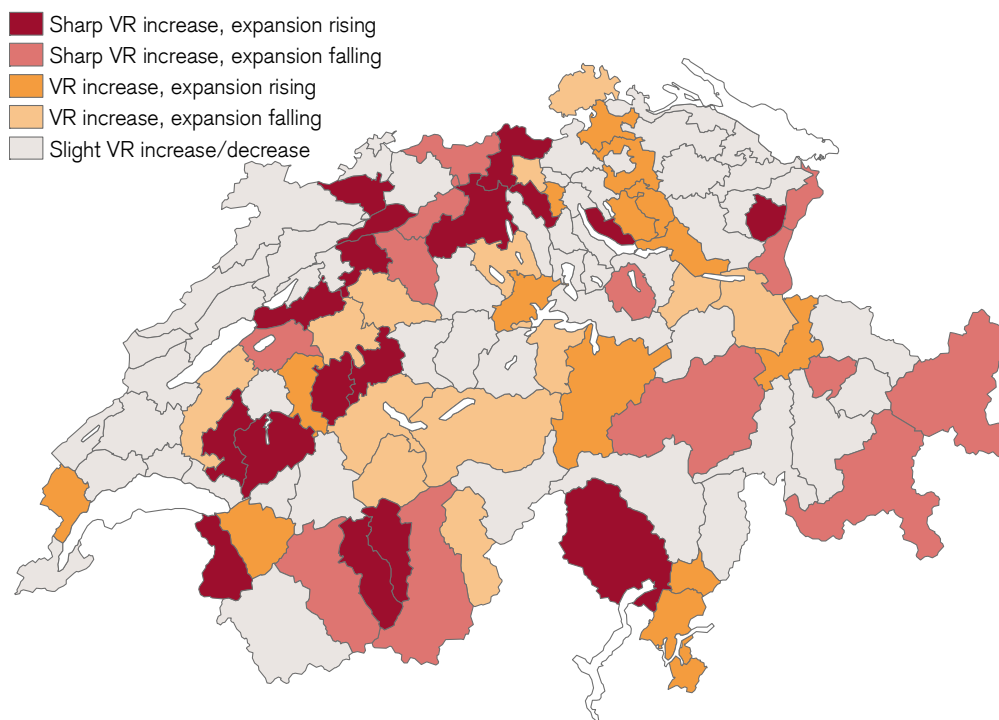 Sharp VR increase, expansion rising
Sharp VR increase, expansion falling
VR increase, expansion rising
VR increase, expansion falling
Slight VR increase/decrease